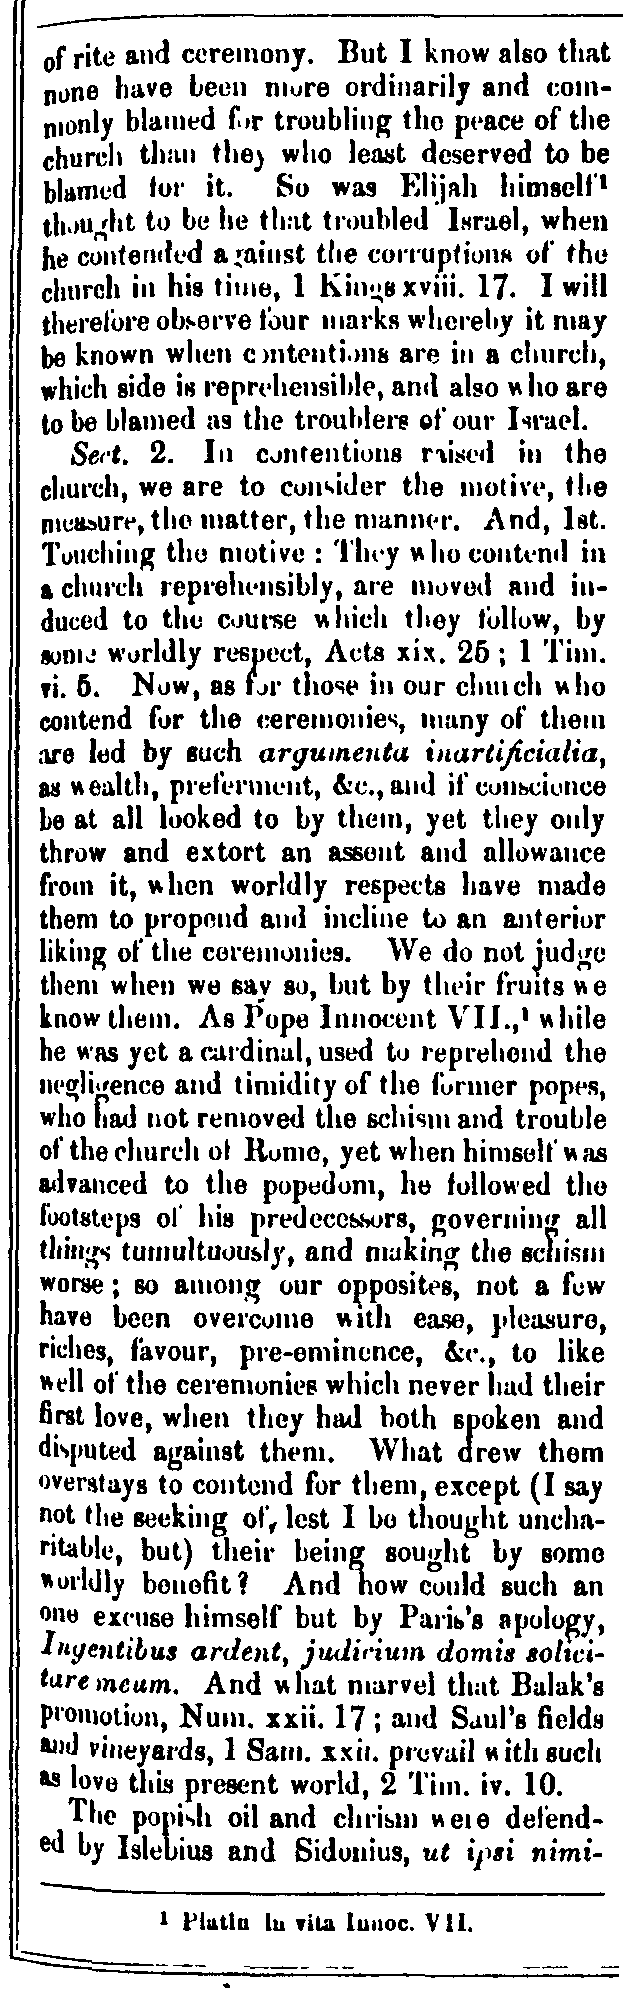 of rite and ceremony. But I know also that
none have been more ordinarily and com-
monly blamed for troubling the peace of the
church than they who least deserved to be
blamed for it. So was Elijah himself¹
thought to be he that troubled Israel, when
he contended against the corruptions of the
church in his time, 1 Kings xviii. 17. I will
therefore observe four marks whereby it may
be known when contentions are in a church,
which side is reprehensible, and also who are
to be blamed as the troublers of our Israel.
Sect. 2. In contentions raised in the
church, we are to consider the motive, the
measure, the matter, the manner. And, 1st.
Touching the motive : They who contend in
a church reprehensibly, are moved and in-
duced to the course which they follow, by
some worldly respect, Acts xix. 25 ; 1 Tim.
vi. 5. Now, as for those in our church who
contend for the ceremonies, many of them
are led by such argumenta inartificialia,
as wealth, preferment, &c., and if conscience
be at all looked to by them, yet they only
throw and extort an assent and allowance
from it, when worldly respects have made
them to propend and incline to an anterior
liking of the ceremonies. We do not judge
them when we say so, but by their fruits we
know them. As Pope Innocent VII.,¹ while
he was yet a cardinal, used to reprehend the
negligence and timidity of the former popes,
who had not removed the schism and trouble
of the church of Rome, yet when himself was
advanced to the popedom, he followed the
footsteps of his predecessors, governing all
things tumultuously, and making the schism
worse ; so among our opposites, not a few
have been overcome with ease, pleasure,
riches, favour, pre-eminence, &c., to like
well of the ceremonies which never had their
first love, when they had both spoken and
disputed against them. What drew them
overstays to contend for them, except (I say
not the seeking of, lest I be thought uncha-
ritable, but) their being sought by some
worldly benefit? And how could such an
one excuse himself but by Paris's apology,
Ingentibus ardent, judicium domis solici-
tare meum. And what marvel that Balak's
promotion, Num. xxii. 17 ; and Saul's fields
and vineyards, 1 Sam. xxii. prevail with such
as love this present world, 2 Tim. iv. 10.
The popish oil and chrism were defend-
ed by Islebius and Sidonius, ut ipsi nimi-
¹ Platin in vita Innoc. VII.